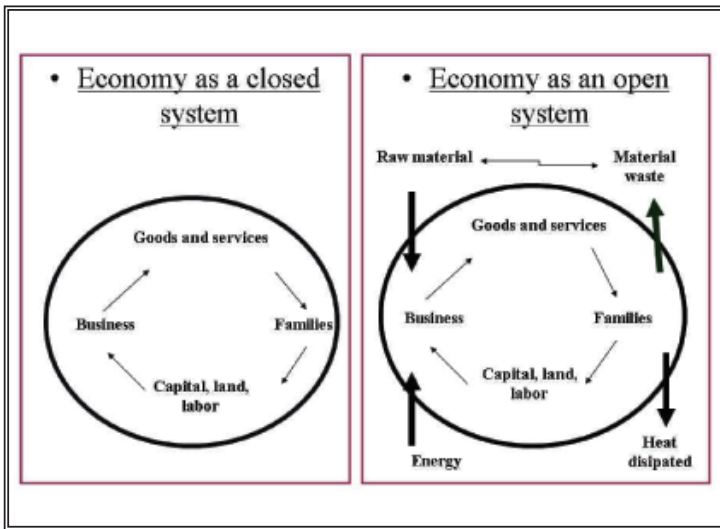 • Economy as a closed
system
Goods and services
Business
Families
Capital, land,
labor
• Economy as an open
system
Raw material
Material
waste
Goods and services
Business
Families
Capital, land,
labor
Energy
Heat
disipated